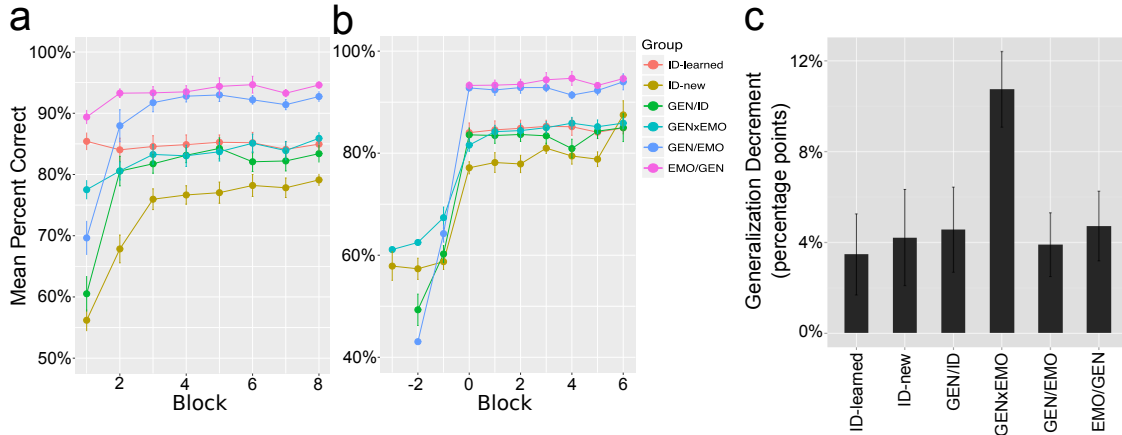 a
Mean Percent Correct
100%
90%
80%
70%
60%
50%
2
4
6
8
Block
b
100%
80%
60%
40%
-2
0
2
4
6
Block
Group
ID-learned
ID-new
GEN/ID
GENxEMO
GEN/EMO
EMO/GEN
c
Generalization Decrement
(percentage points)
12%
8%
4%
0%
ID-learned
ID-new
GEN/ID
GENxEMO
GEN/EMO
EMO/GEN